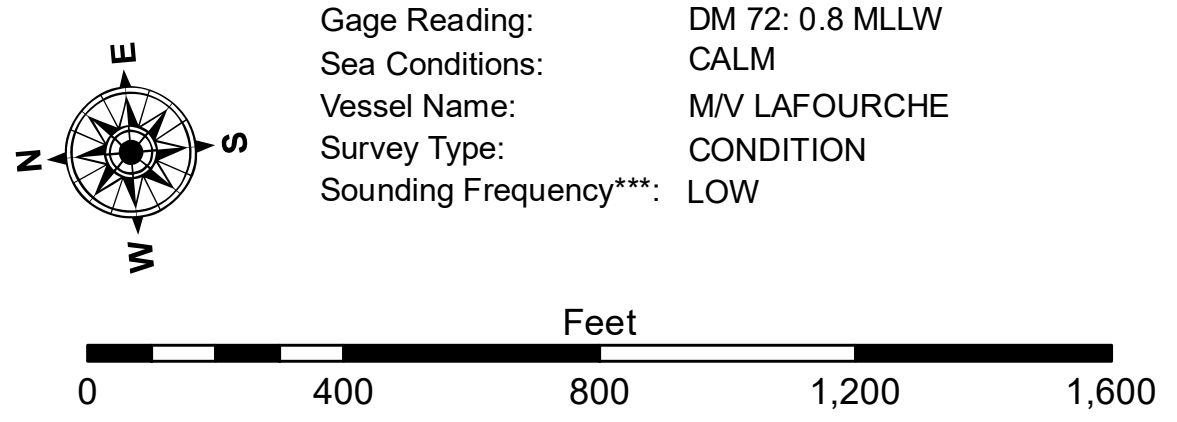 Gage Reading: DM 72: 0.8 MLLW
Sea Conditions: CALM
Vessel Name: M/V LAFOURCHE
Survey Type: CONDITION
Sounding Frequency***: LOW
E
N
S
W
Feet
0 400 800 1,200 1,600